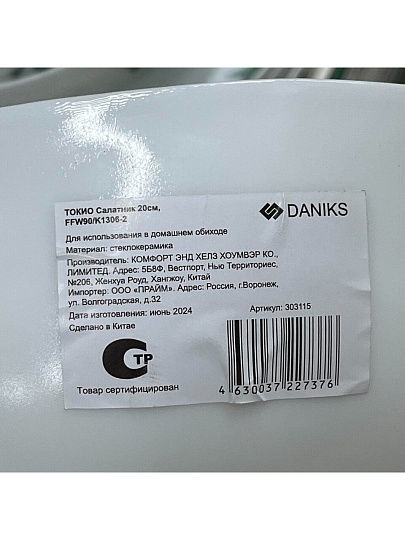 ТОКИО Салатник 20см,
FFW90/K1306-2
DANIKS
Для использования в домашнем обиходе
Материал: стеклокерамика
Производитель: КОМФОРТ ЭНД ХЕЛЗ ХОУМВЭР КО.,
ЛИМИТЕД. Адрес: 5Б8Ф, Вестпорт, Нью Территориес,
№206, Женхуа Роуд, Ханчжоу, Китай
Импортер: ООО «ПРАЙМ». Адрес: Россия, г.Воронеж,
ул. Волгоградская, д.32
Дата изготовления: июнь 2024
Артикул: 303115
Сделано в Китае
СТР
Товар сертифицирован
4 630037 227376